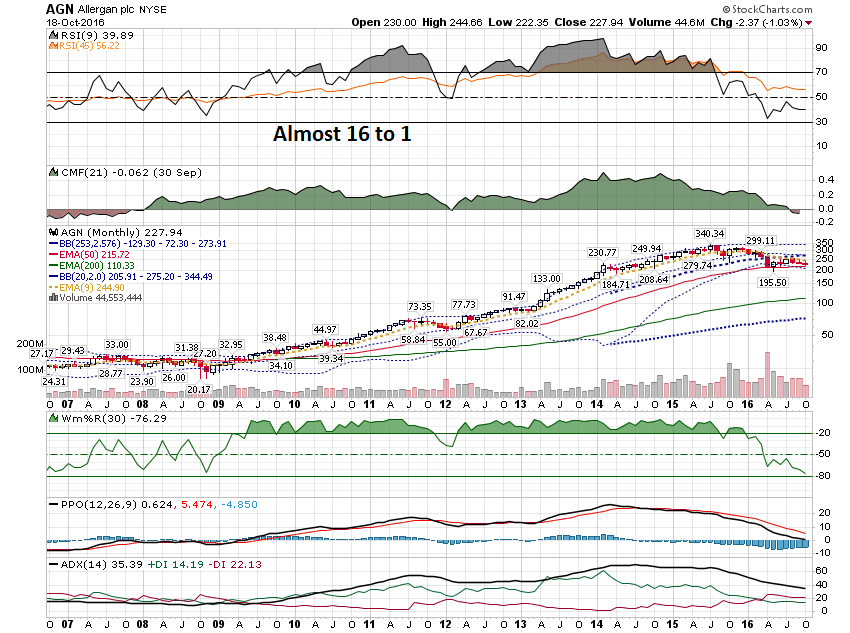 AGN Allergan plc NYSE © StockCharts.com
18-Oct-2016 Open 230.00 High 244.66 Low 222.35 Close 227.94 Volume 44.6M Chg -2.37 (-1.03%)
RSI(9) 39.89
RSI(45) 56.22
90
70
50
30
10
Almost 16 to 1
CMF(21) -0.062 (30 Sep)
0.4
0.2
0.0
-0.2
AGN (Monthly) 227.94
BB(253,2.576) -129.30 - 72.30 - 273.91
EMA(50) 215.72
EMA(200) 110.33
BB(20,2.0) 205.91 - 275.20 - 344.49
EMA(9) 244.90
Volume 44,553,444
340.34
299.11
230.77 249.94
279.74
208.64
184.71
195.50
133.00
91.47
73.35 77.73
82.02
67.67
58.84 55.00
44.97
38.48
39.34
34.10
27.17 29.43 33.00 31.38 27.20 32.95
24.31 28.77 23.90 26.00 20.17
350
300
250
200
150
100
50
200M
100M
O 07 A J O 08 A J O 09 A J O 10 A J O 11 A J O 12 A J O 13 A J O 14 A J O 15 A J O 16 A J O
Wm%R(30) -76.29
-20
-50
-80
PPO(12,26,9) 0.624, 5.474, -4.850
20
10
0
-10
ADX(14) 35.39 +DI 14.19 -DI 22.13
60
40
20
0
O 07 A J O 08 A J O 09 A J O 10 A J O 11 A J O 12 A J O 13 A J O 14 A J O 15 A J O 16 A J O